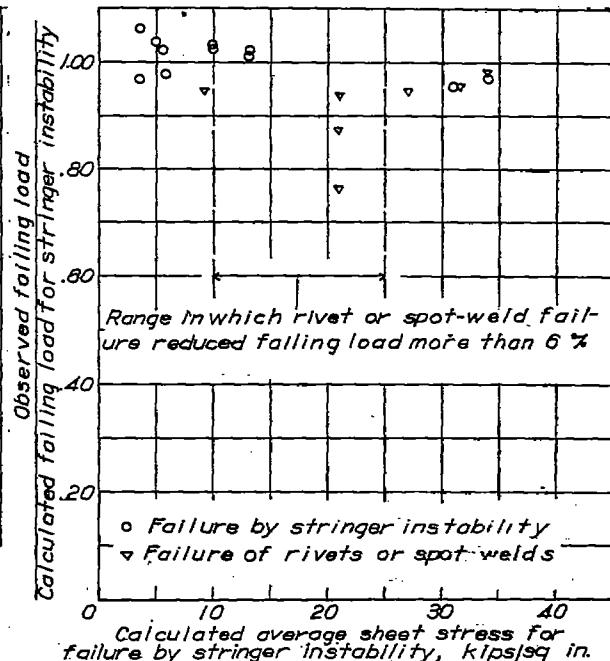 Observed failing load
Calculated failing load for stringer instability
1.00
.80
.60
.40
.20
0
Range in which rivet or spot-weld fail-
ure reduced failing load more than 6 %
o Failure by stringer instability
▿ Failure of rivets or spot welds
0 10 20 30 40
Calculated average sheet stress for
failure by stringer instability, kips/sq in.